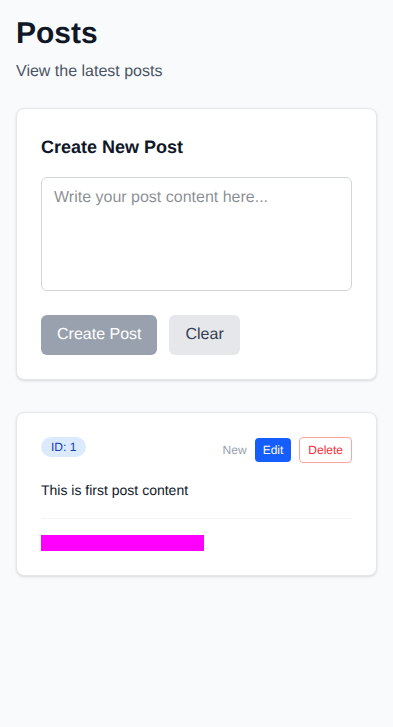 Posts
View the latest posts
Create New Post
Write your post content here...
Create Post Clear
ID: 1 New Edit Delete
This is first post content